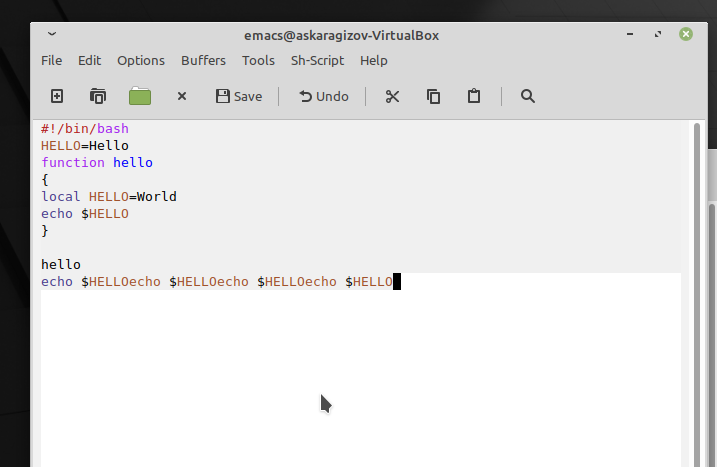 emacs@askaragizov-VirtualBox
File Edit Options Buffers Tools Sh-Script Help
Save Undo
#!/bin/bash
HELLO=Hello
function hello
{
local HELLO=World
echo $HELLO
}
hello
echo $HELLOecho $HELLOecho $HELLOecho $HELLO